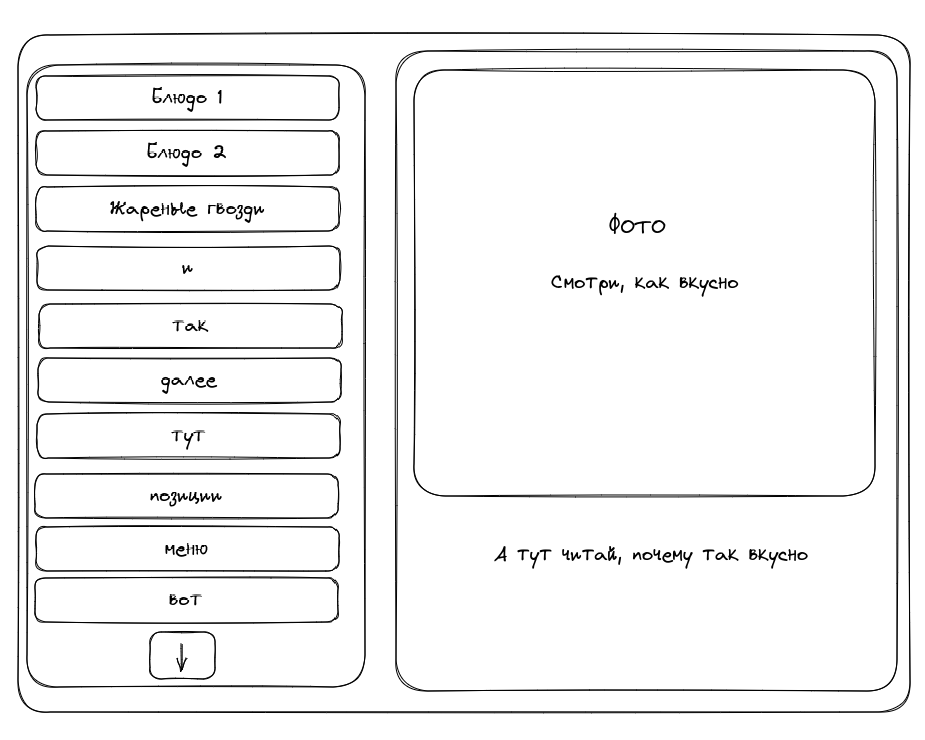 Блюдо 1
Блюдо 2
Жареные гвозди
и
так
далее
тут
позиции
меню
вот
фото
Смотри, как вкусно
А тут читай, почему так вкусно